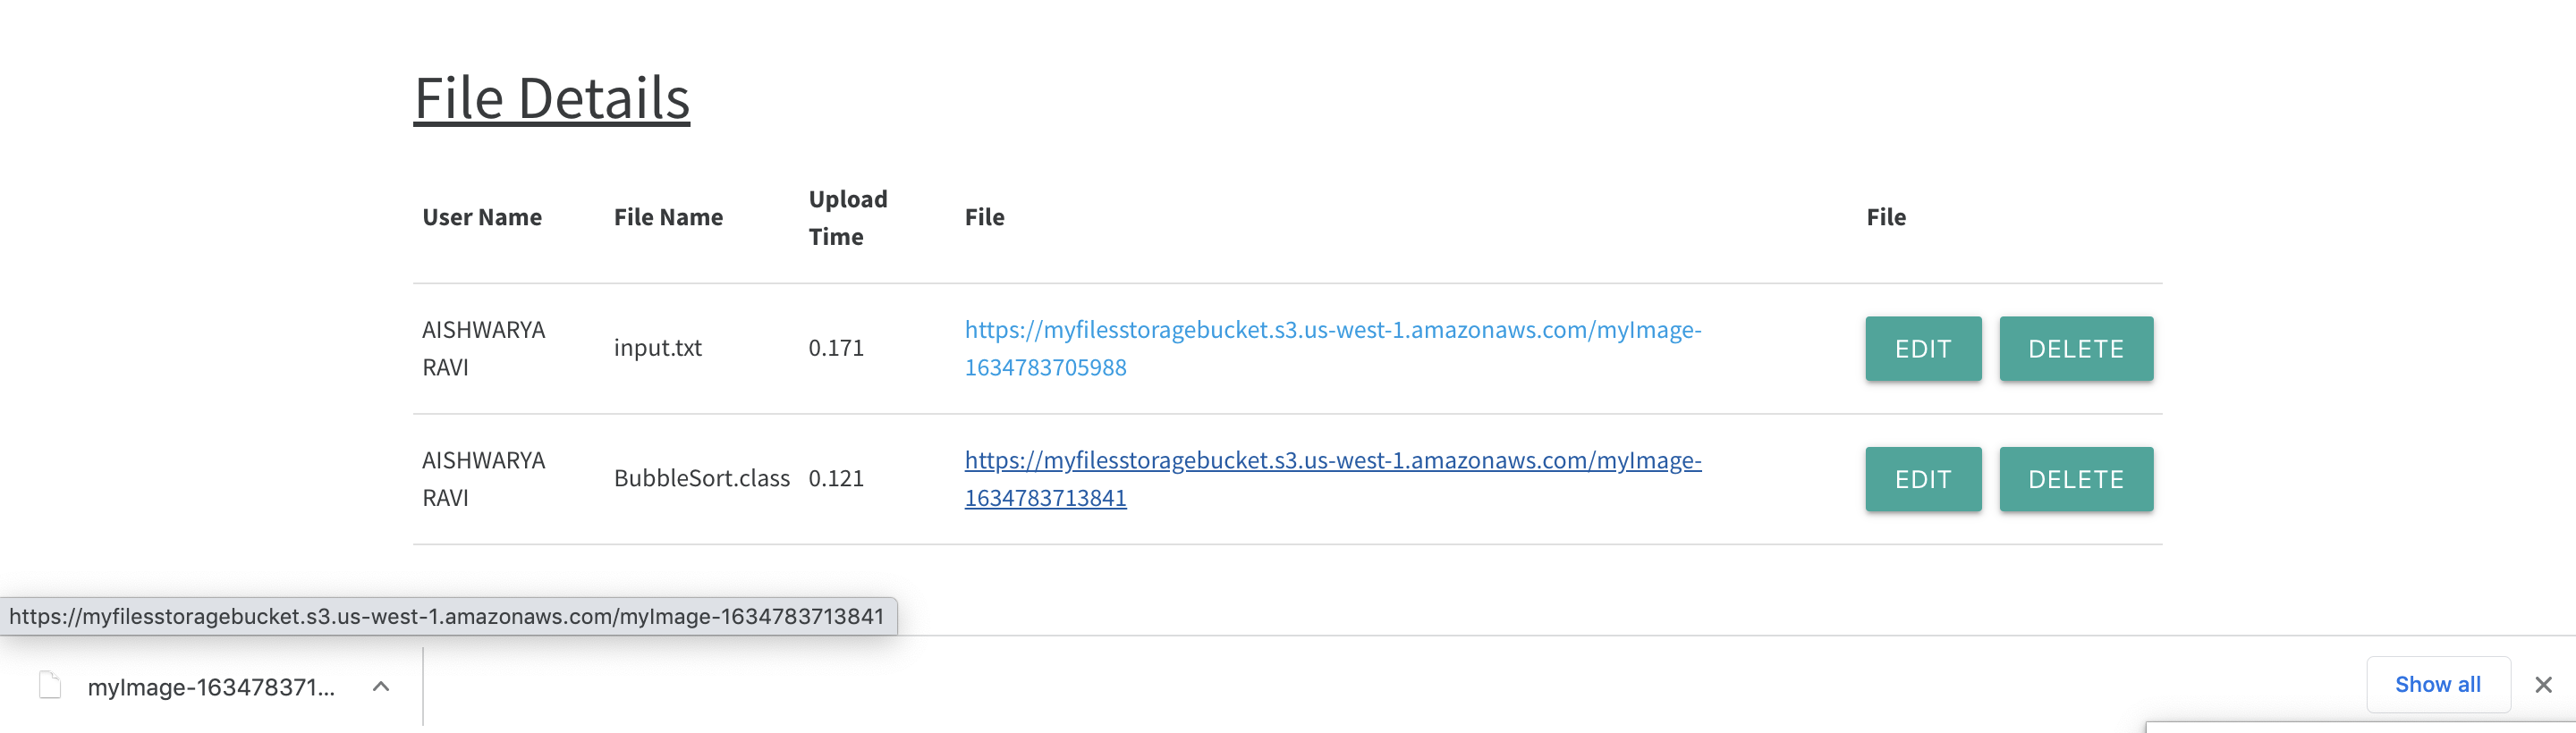 File Details
User Name File Name Upload Time File File
AISHWARYA RAVI input.txt 0.171 https://myfilesstoragebucket.s3.us-west-1.amazonaws.com/myImage-1634783705988 EDIT DELETE
AISHWARYA RAVI BubbleSort.class 0.121 https://myfilesstoragebucket.s3.us-west-1.amazonaws.com/myImage-1634783713841 EDIT DELETE
https://myfilesstoragebucket.s3.us-west-1.amazonaws.com/myImage-1634783713841
myImage-163478371... Show all